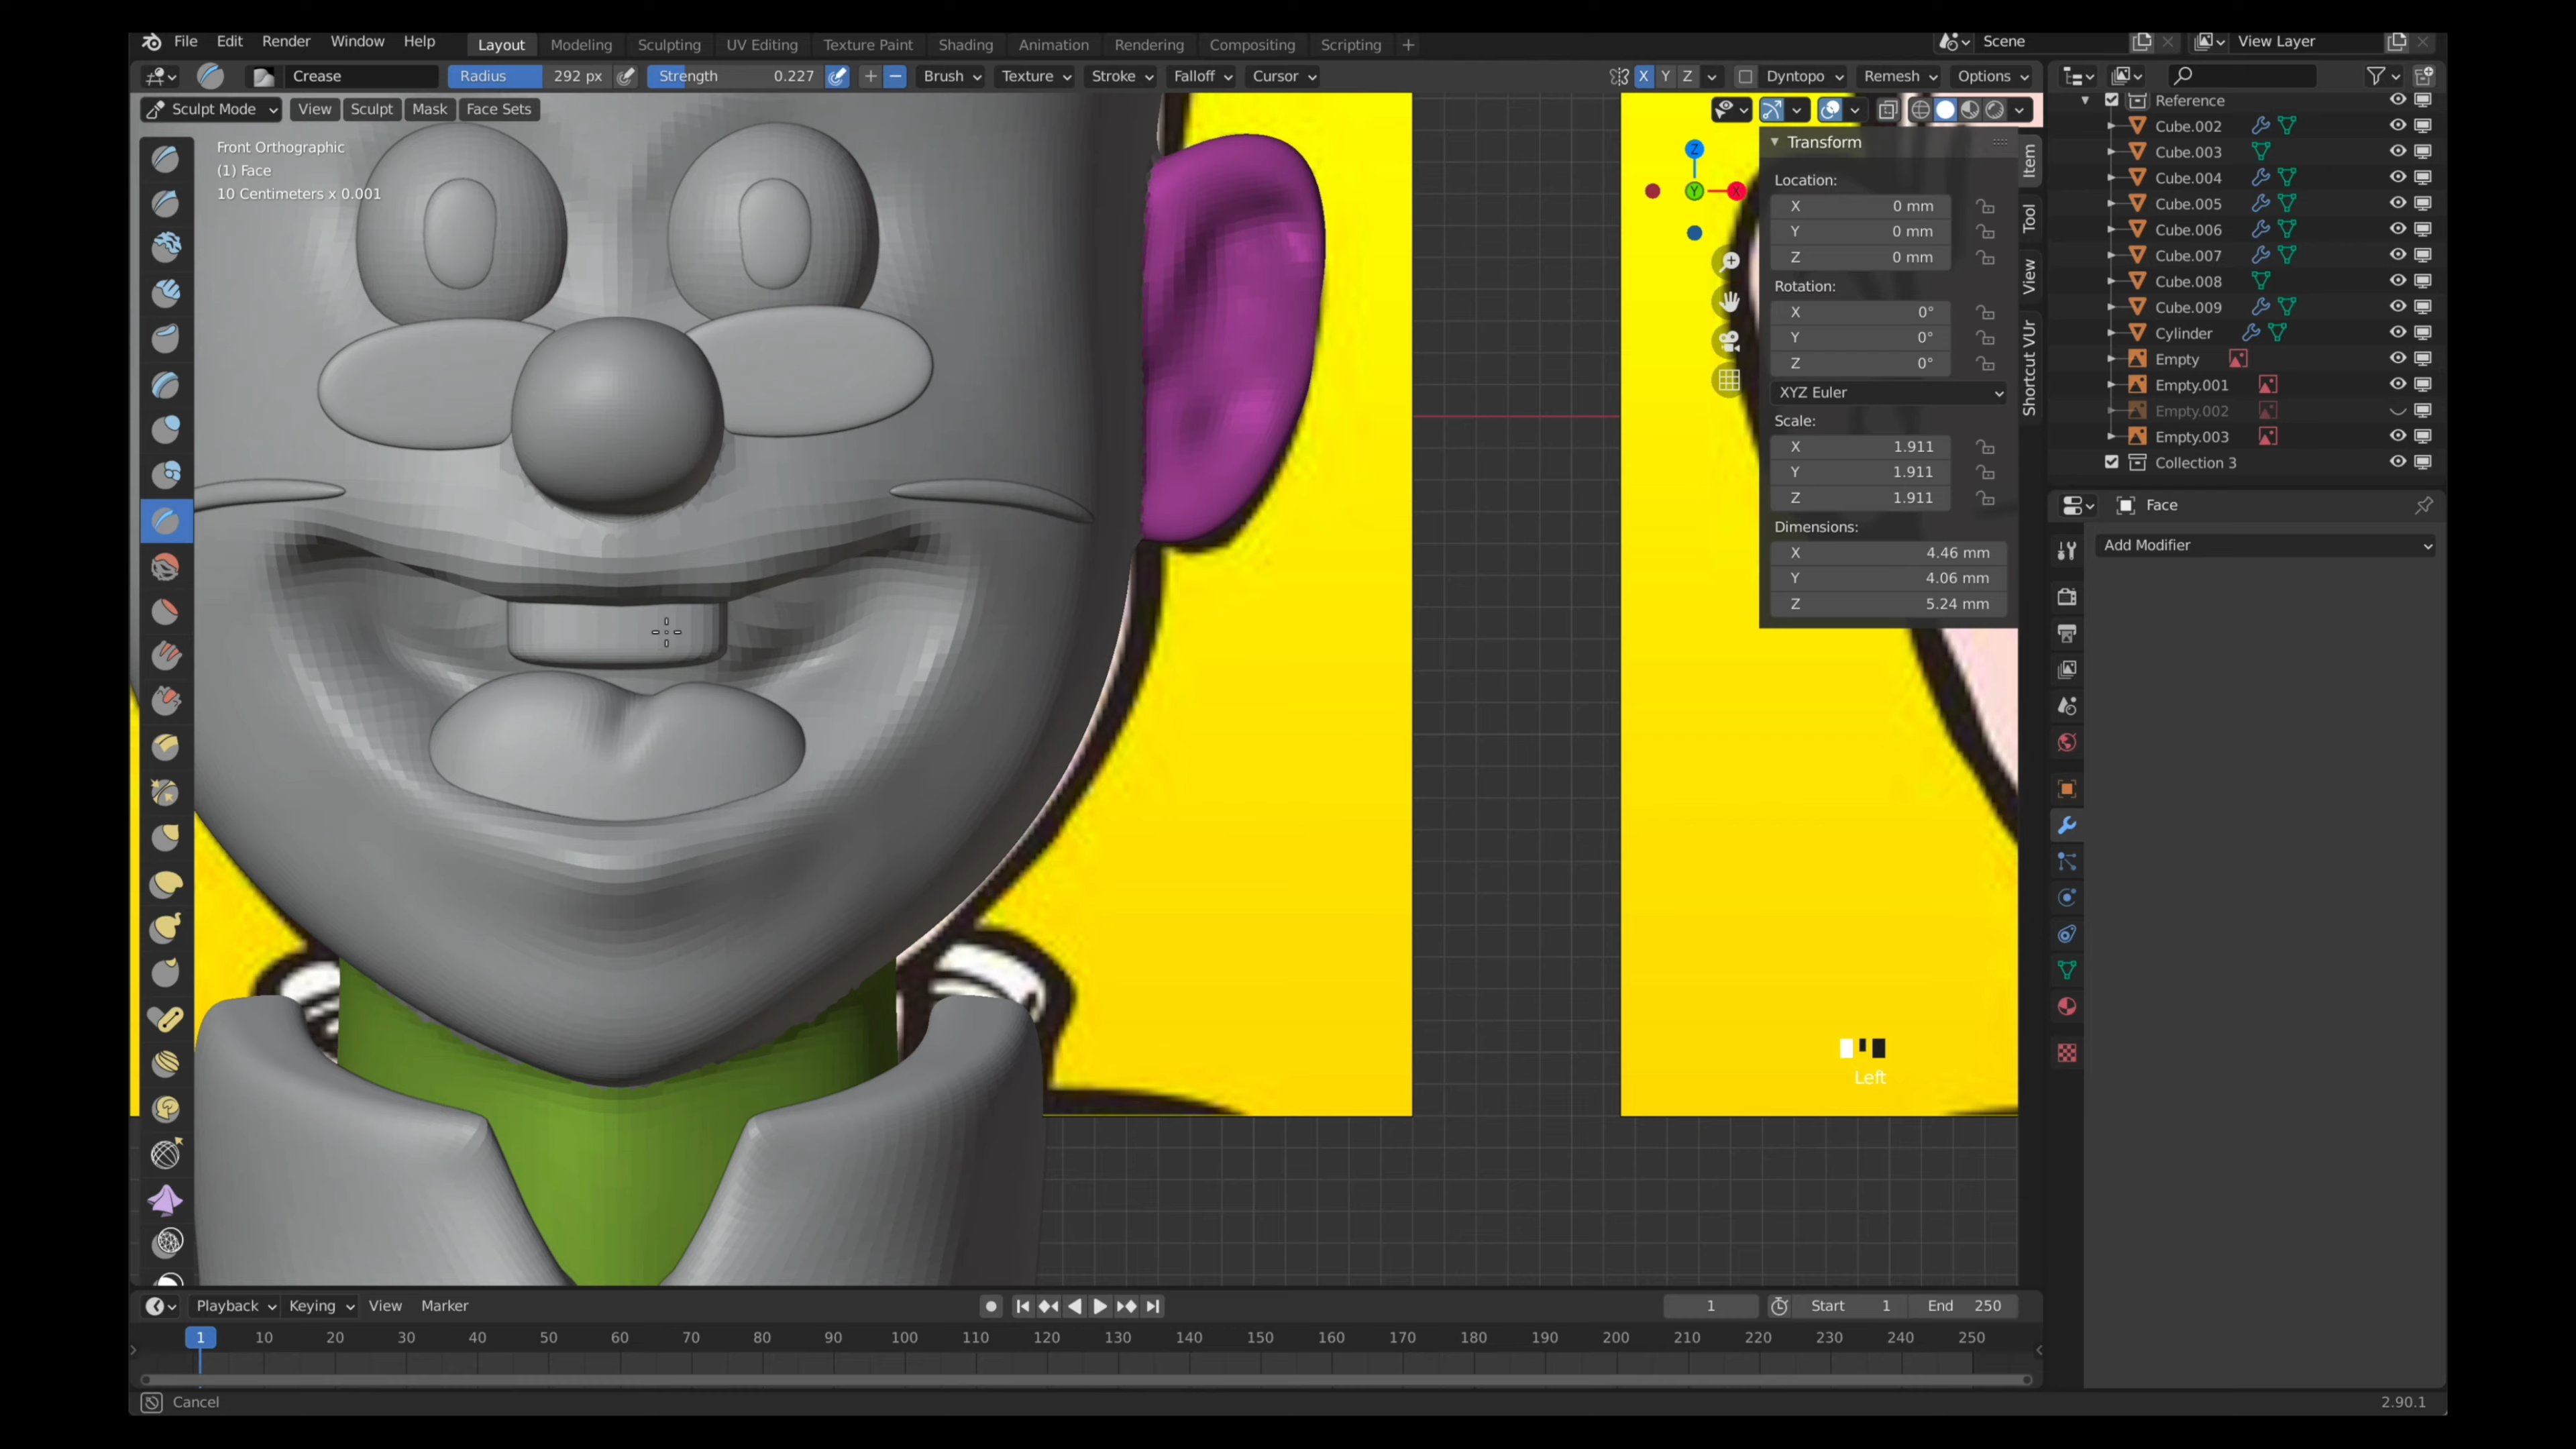 File Edit Render Window Help Layout Modeling Sculpting UV Editing Texture Paint Shading Animation Rendering Compositing Scripting + Scene View Layer
Crease Radius 292 px Strength 0.227 Brush Texture Stroke Falloff Cursor X Y Z Dyntopo Remesh Options
Sculpt Mode View Sculpt Mask Face Sets
Front Orthographic
(1) Face
10 Centimeters x 0.001
Z
Y
X
Transform
Location:
X 0 mm
Y 0 mm
Z 0 mm
Rotation:
X 0°
Y 0°
Z 0°
XYZ Euler
Scale:
X 1.911
Y 1.911
Z 1.911
Dimensions:
X 4.46 mm
Y 4.06 mm
Z 5.24 mm
Item
Tool
View
Shortcut VUr
Reference
Cube.002
Cube.003
Cube.004
Cube.005
Cube.006
Cube.007
Cube.008
Cube.009
Cylinder
Empty
Empty.001
Empty.002
Empty.003
Collection 3
Face
Add Modifier
Left
Playback Keying View Marker 1 Start 1 End 250
1 10 20 30 40 50 60 70 80 90 100 110 120 130 140 150 160 170 180 190 200 210 220 230 240 250
Cancel 2.90.1